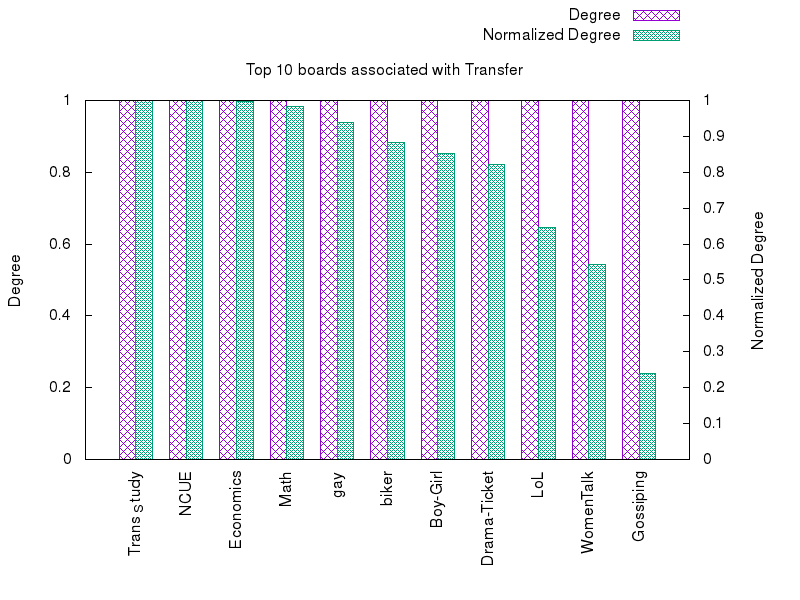 Degree
Normalized Degree
Top 10 boards associated with Transfer
1
0.8
0.6
0.4
0.2
0
Degree
1
0.9
0.8
0.7
0.6
0.5
0.4
0.3
0.2
0.1
0
Normalized Degree
Trans Study
NCUE
Economics
Math
gay
biker
Boy-Girl
Drama-Ticket
LoL
WomenTalk
Gossiping